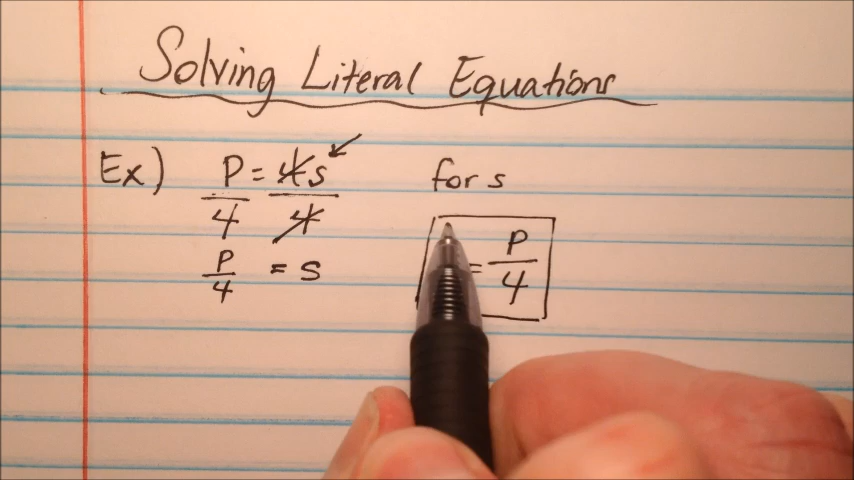 Solving Literal Equations
Ex) P = 4s for s
4 4
P/4 = s
= P/4